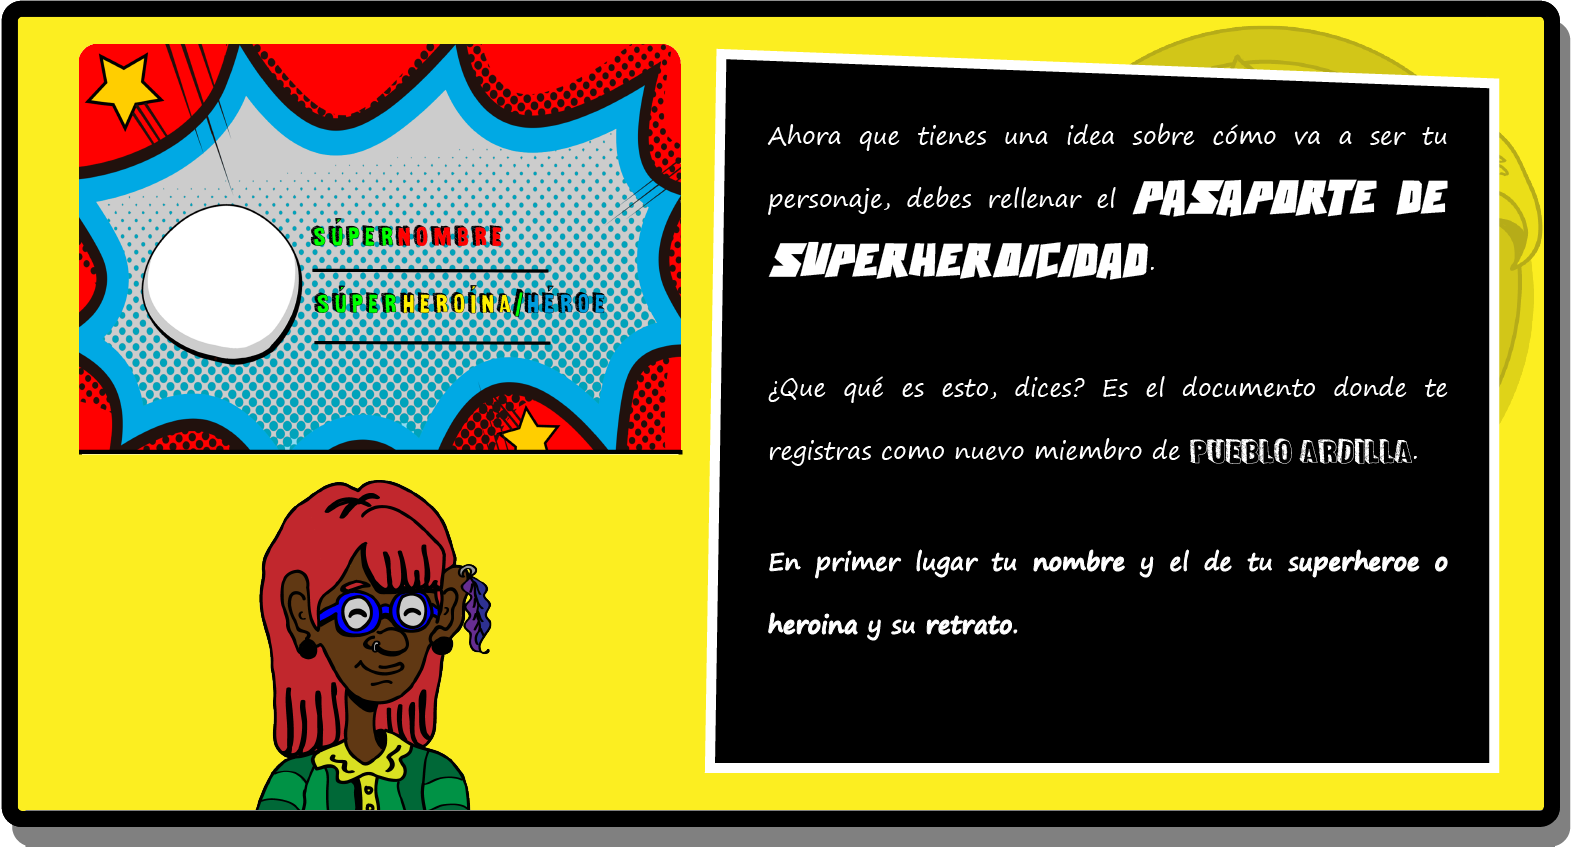 SÚPERNOMBRE
SÚPERHEROÍNA/HÉROE
Ahora que tienes una idea sobre cómo va a ser tu
personaje, debes rellenar el PASAPORTE DE
SUPERHEROICIDAD.
¿Que qué es esto, dices? Es el documento donde te
registras como nuevo miembro de PUEBLO ARDILLA.
En primer lugar tu nombre y el de tu superheroe o
heroina y su retrato.